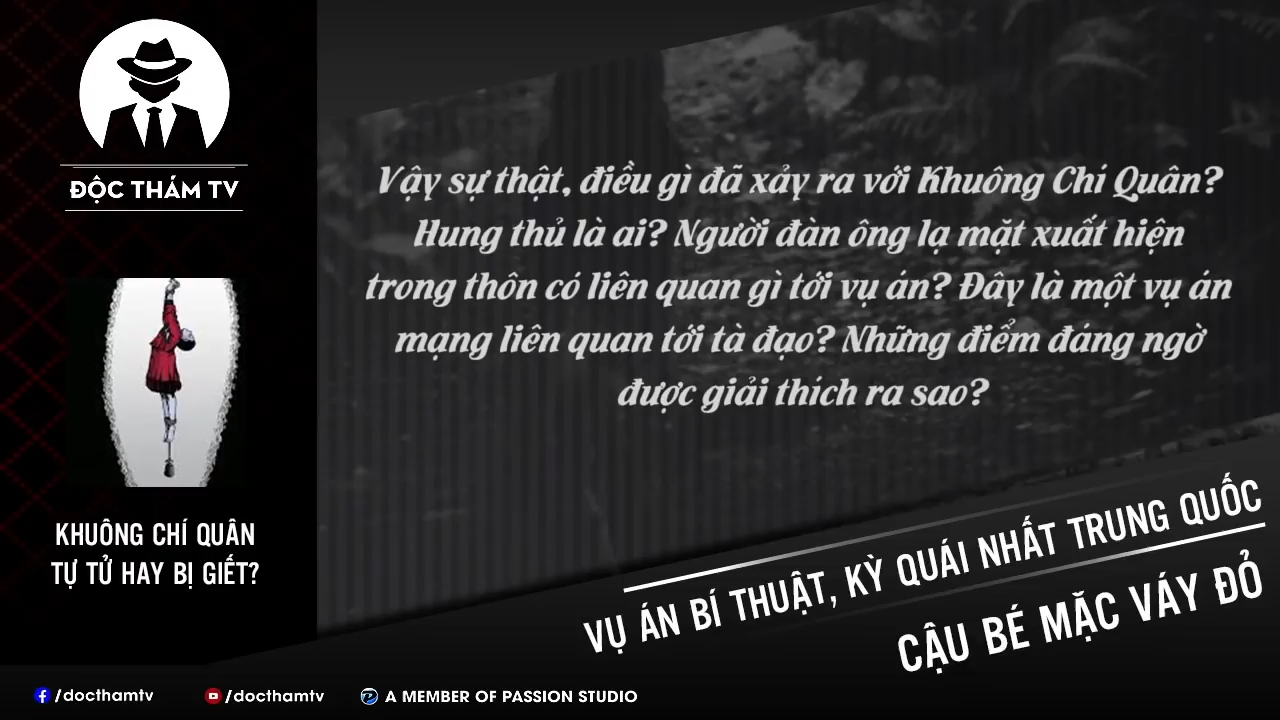 ĐỘC THÁM TV
Vậy sự thật, điều gì đã xảy ra với Khuông Chí Quân?
Hung thủ là ai? Người đàn ông lạ mặt xuất hiện
trong thôn có liên quan gì tới vụ án? Đây là một vụ án
mạng liên quan tới tà đạo? Những điểm đáng ngờ
được giải thích ra sao?
KHUÔNG CHÍ QUÂN
TỰ TỬ HAY BỊ GIẾT?
VỤ ÁN BÍ THUẬT, KỲ QUÁI NHẤT TRUNG QUỐC
CẬU BÉ MẶC VÁY ĐỎ
/docthamtv
/docthamtv
A MEMBER OF PASSION STUDIO